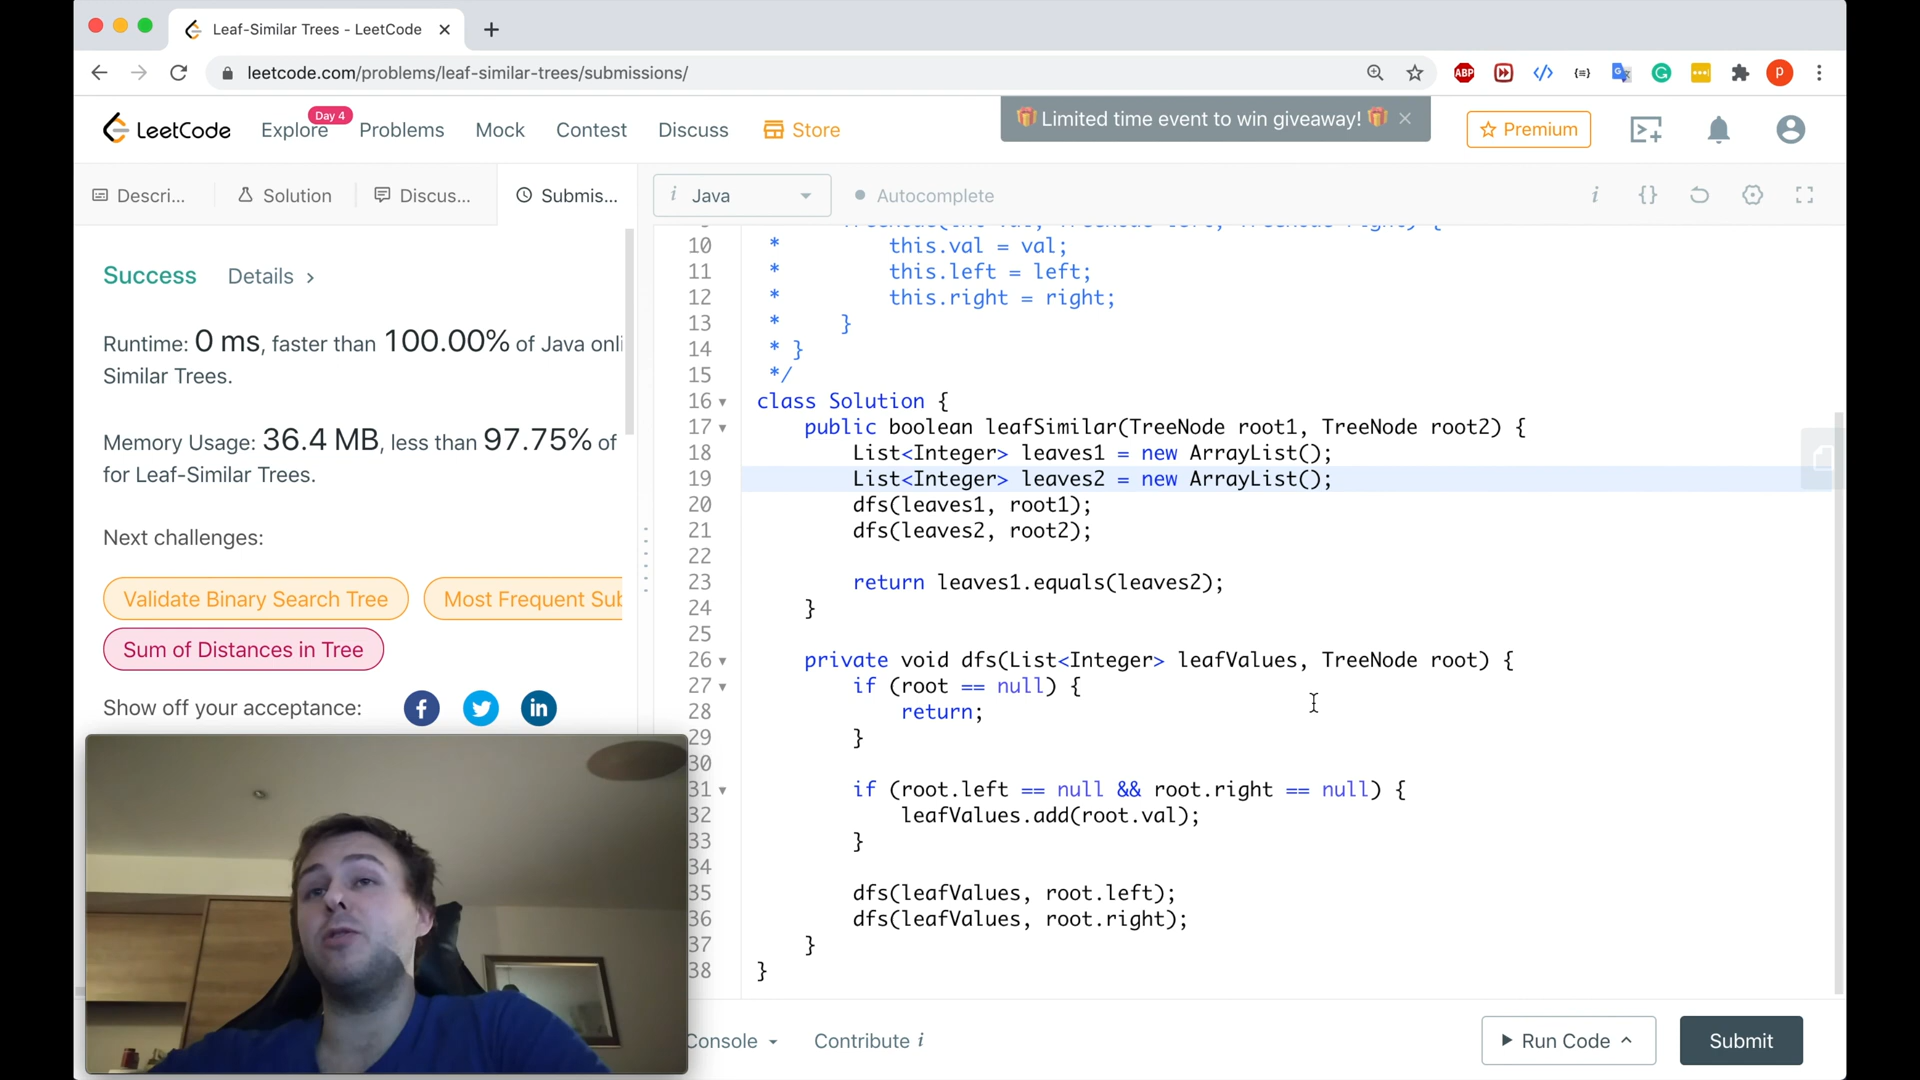 Leaf-Similar Trees - LeetCode
leetcode.com/problems/leaf-similar-trees/submissions/
ABP
P
LeetCode
Explore
Day 4
Problems
Mock
Contest
Discuss
Store
Limited time event to win giveaway!
Premium
Descri...
Solution
Discus...
Submis...
i Java
Autocomplete
Success
Details >
Runtime: 0 ms, faster than 100.00% of Java onli
Similar Trees.
Memory Usage: 36.4 MB, less than 97.75% of
for Leaf-Similar Trees.
Next challenges:
Validate Binary Search Tree
Most Frequent Sub
Sum of Distances in Tree
Show off your acceptance:
10 * this.val = val;
11 * this.left = left;
12 * this.right = right;
13 * }
14 * }
15 */
16 class Solution {
17 public boolean leafSimilar(TreeNode root1, TreeNode root2) {
18 List<Integer> leaves1 = new ArrayList();
19 List<Integer> leaves2 = new ArrayList();
20 dfs(leaves1, root1);
21 dfs(leaves2, root2);
22
23 return leaves1.equals(leaves2);
24 }
25
26 private void dfs(List<Integer> leafValues, TreeNode root) {
27 if (root == null) {
28 return;
29 }
30
31 if (root.left == null && root.right == null) {
32 leafValues.add(root.val);
33 }
34
35 dfs(leafValues, root.left);
36 dfs(leafValues, root.right);
37 }
38 }
Console
Contribute i
Run Code
Submit